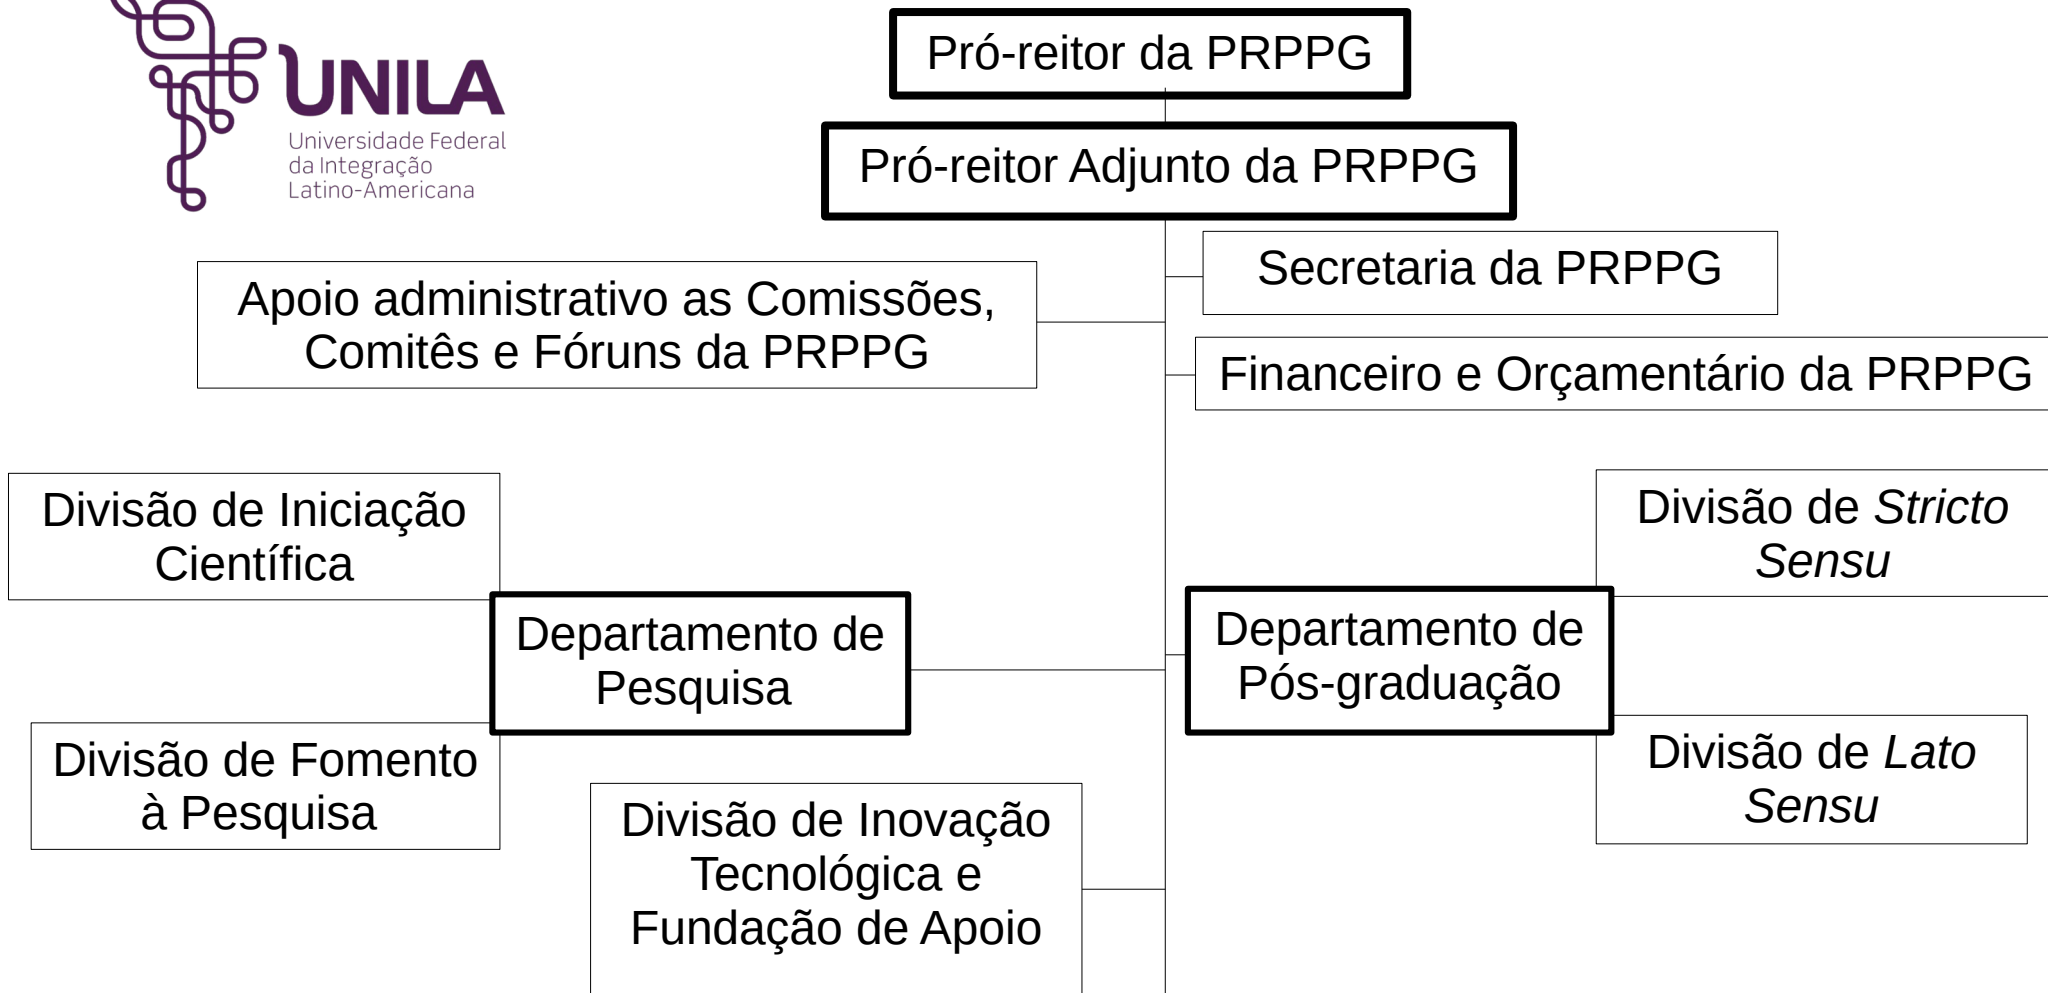 UNILA
Universidade Federal
da Integração
Latino-Americana
Pró-reitor da PRPPG
Pró-reitor Adjunto da PRPPG
Secretaria da PRPPG
Apoio administrativo as Comissões,
Comitês e Fóruns da PRPPG
Financeiro e Orçamentário da PRPPG
Divisão de Iniciação
Científica
Divisão de Stricto
Sensu
Departamento de
Pesquisa
Departamento de
Pós-graduação
Divisão de Fomento
à Pesquisa
Divisão de Lato
Sensu
Divisão de Inovação
Tecnológica e
Fundação de Apoio